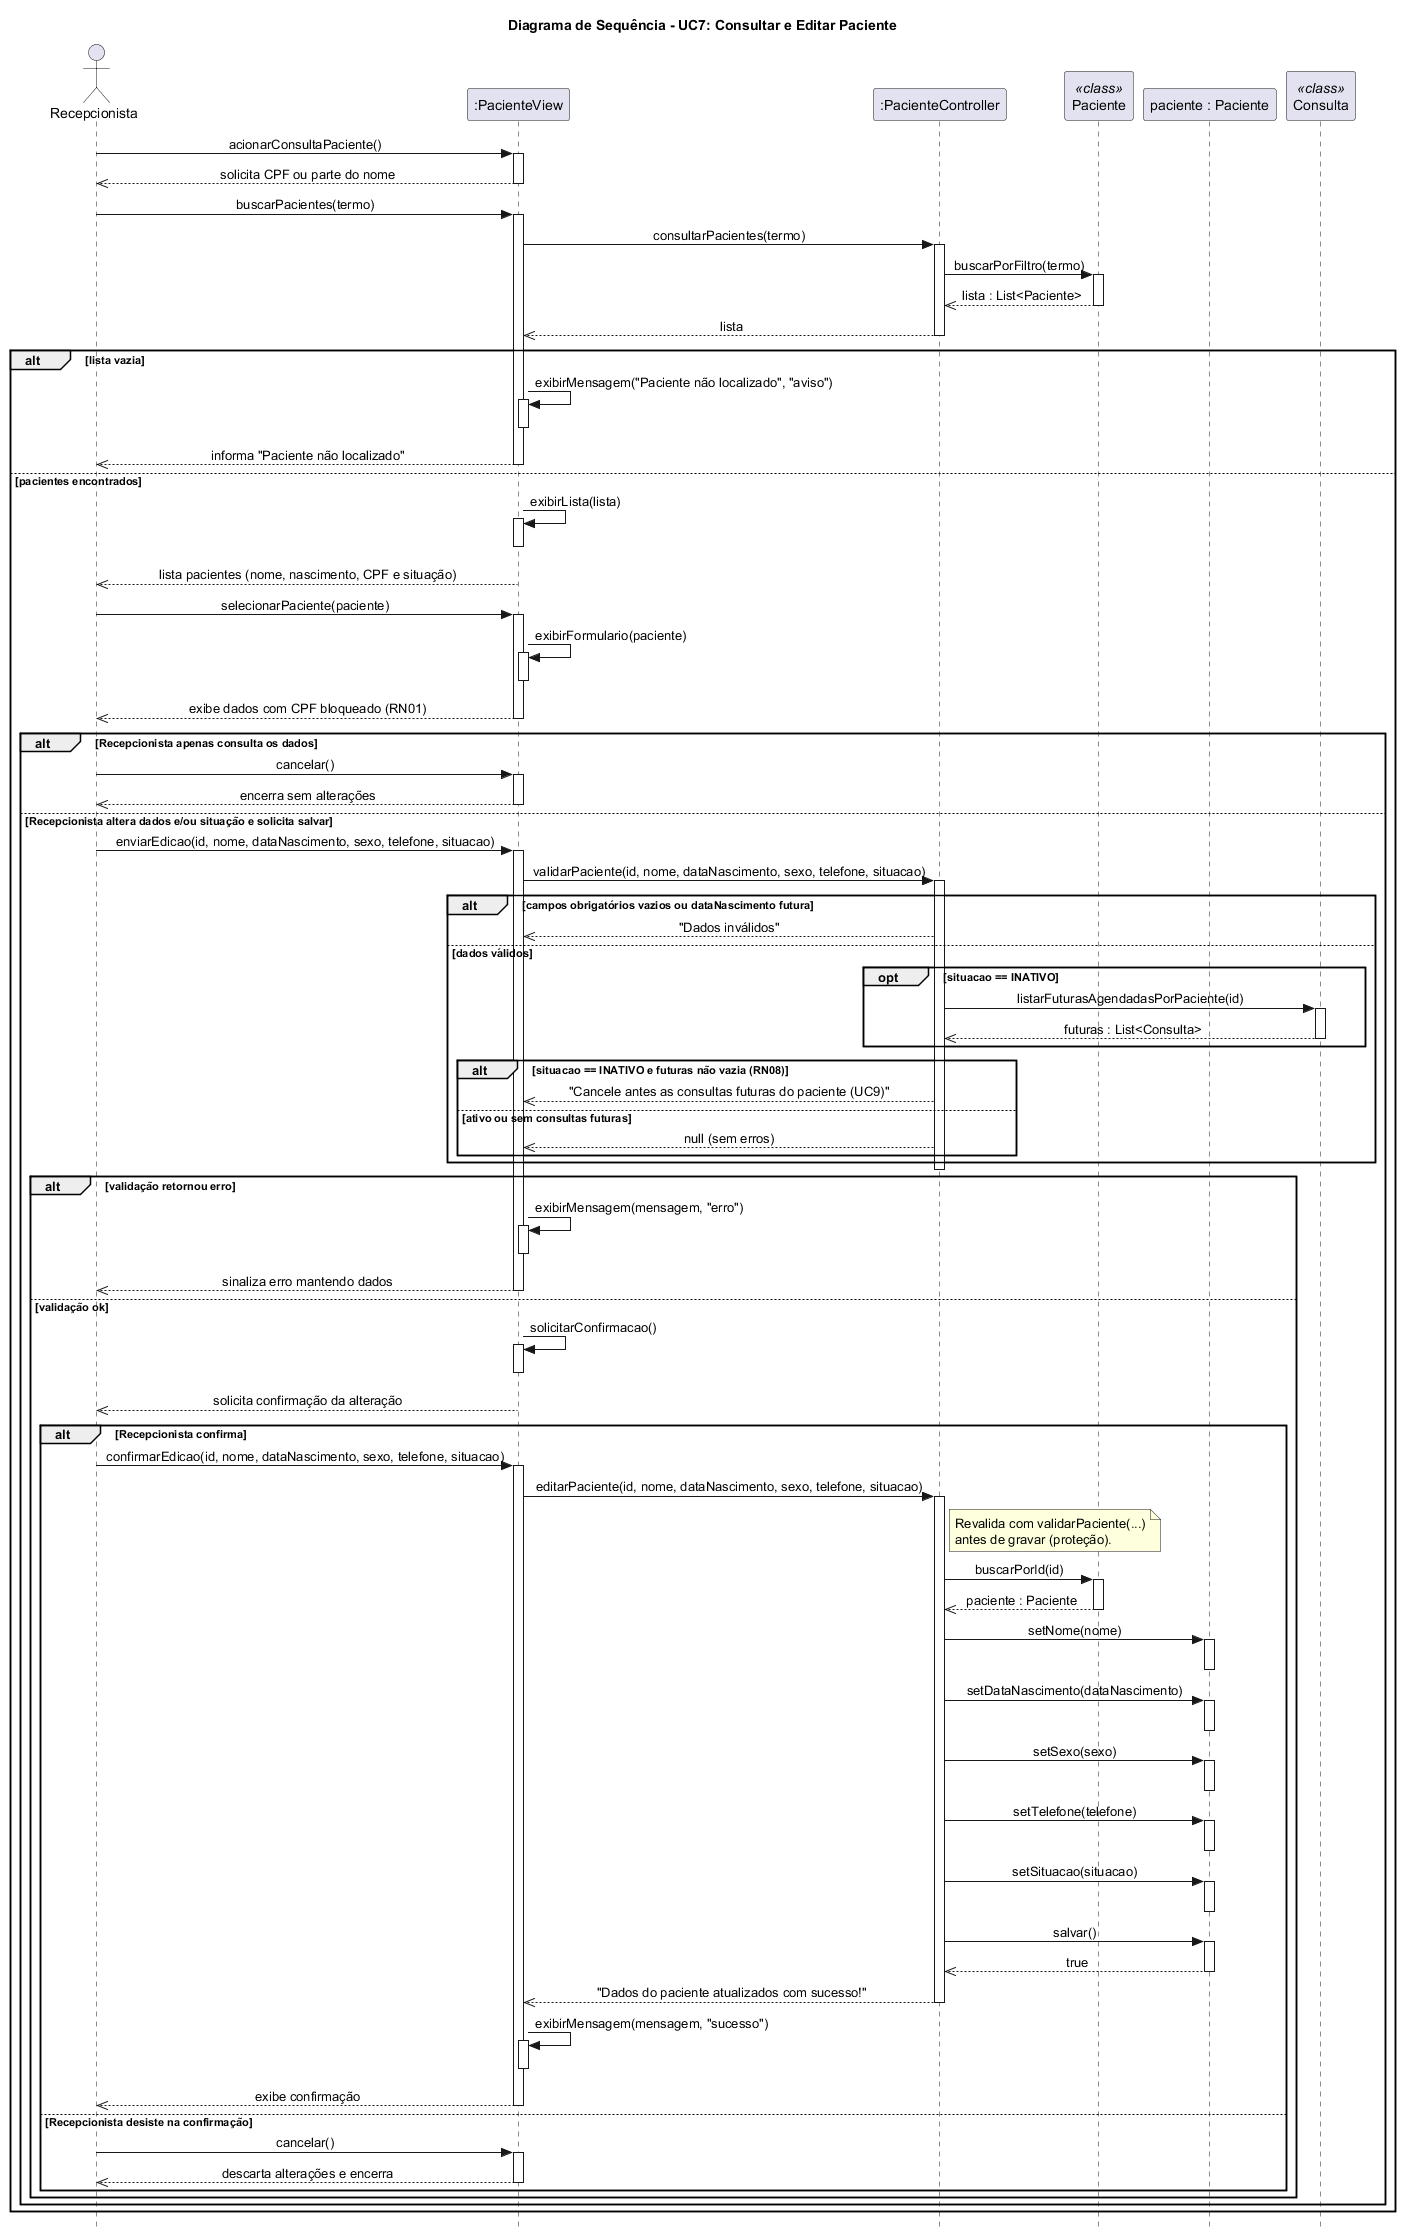 Diagrama de Sequência - UC7: Consultar e Editar Paciente
Recepcionista
:PacienteView
:PacienteController
«class»
Paciente
paciente : Paciente
«class»
Consulta
acionarConsultaPaciente()
solicita CPF ou parte do nome
buscarPacientes(termo)
consultarPacientes(termo)
buscarPorFiltro(termo)
lista : List<Paciente>
lista
alt [lista vazia]
exibirMensagem("Paciente não localizado", "aviso")
informa "Paciente não localizado"
[pacientes encontrados]
exibirLista(lista)
lista pacientes (nome, nascimento, CPF e situação)
selecionarPaciente(paciente)
exibirFormulario(paciente)
exibe dados com CPF bloqueado (RN01)
alt [Recepcionista apenas consulta os dados]
cancelar()
encerra sem alterações
[Recepcionista altera dados e/ou situação e solicita salvar]
enviarEdicao(id, nome, dataNascimento, sexo, telefone, situacao)
validarPaciente(id, nome, dataNascimento, sexo, telefone, situacao)
alt [campos obrigatórios vazios ou dataNascimento futura]
"Dados inválidos"
[dados válidos]
opt [situacao == INATIVO]
listarFuturasAgendadasPorPaciente(id)
futuras : List<Consulta>
alt [situacao == INATIVO e futuras não vazia (RN08)]
"Cancele antes as consultas futuras do paciente (UC9)"
[ativo ou sem consultas futuras]
null (sem erros)
alt [validação retornou erro]
exibirMensagem(mensagem, "erro")
sinaliza erro mantendo dados
[validação ok]
solicitarConfirmacao()
solicita confirmação da alteração
alt [Recepcionista confirma]
confirmarEdicao(id, nome, dataNascimento, sexo, telefone, situacao)
editarPaciente(id, nome, dataNascimento, sexo, telefone, situacao)
Revalida com validarPaciente(...)
antes de gravar (proteção).
buscarPorId(id)
paciente : Paciente
setNome(nome)
setDataNascimento(dataNascimento)
setSexo(sexo)
setTelefone(telefone)
setSituacao(situacao)
salvar()
true
"Dados do paciente atualizados com sucesso!"
exibirMensagem(mensagem, "sucesso")
exibe confirmação
[Recepcionista desiste na confirmação]
cancelar()
descarta alterações e encerra